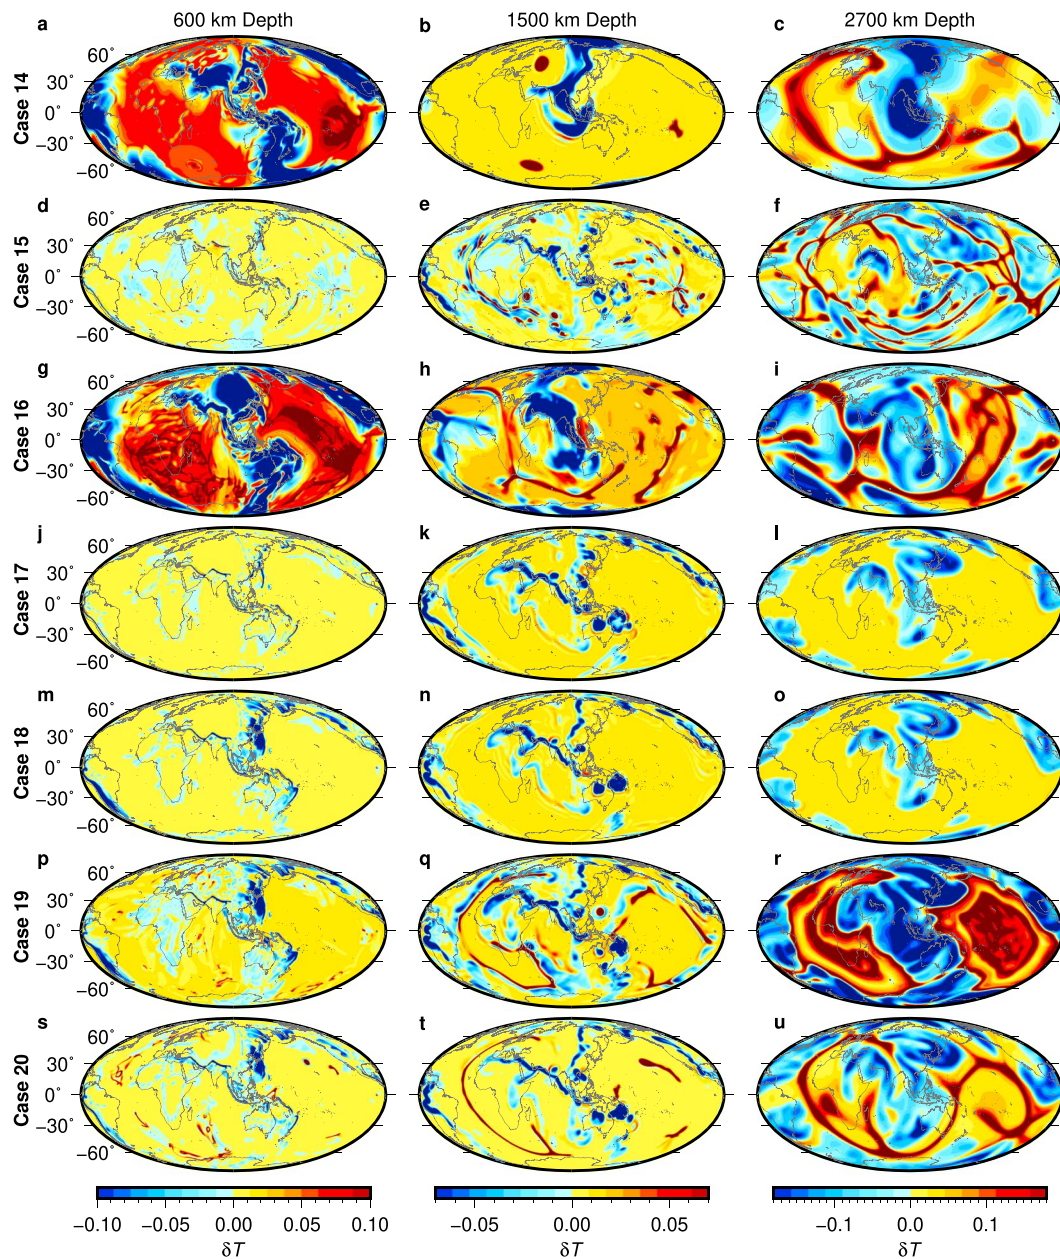 a 600 km Depth b 1500 km Depth c 2700 km Depth
Case 14
60°
30°
0°
−30°
−60°
d e f
Case 15
60°
30°
0°
−30°
−60°
g h i
Case 16
60°
30°
0°
−30°
−60°
j k l
Case 17
60°
30°
0°
−30°
−60°
m n o
Case 18
60°
30°
0°
−30°
−60°
p q r
Case 19
60°
30°
0°
−30°
−60°
s t u
Case 20
60°
30°
0°
−30°
−60°
−0.10 −0.05 0.00 0.05 0.10 −0.05 0.00 0.05 −0.1 0.0 0.1
δT δT δT